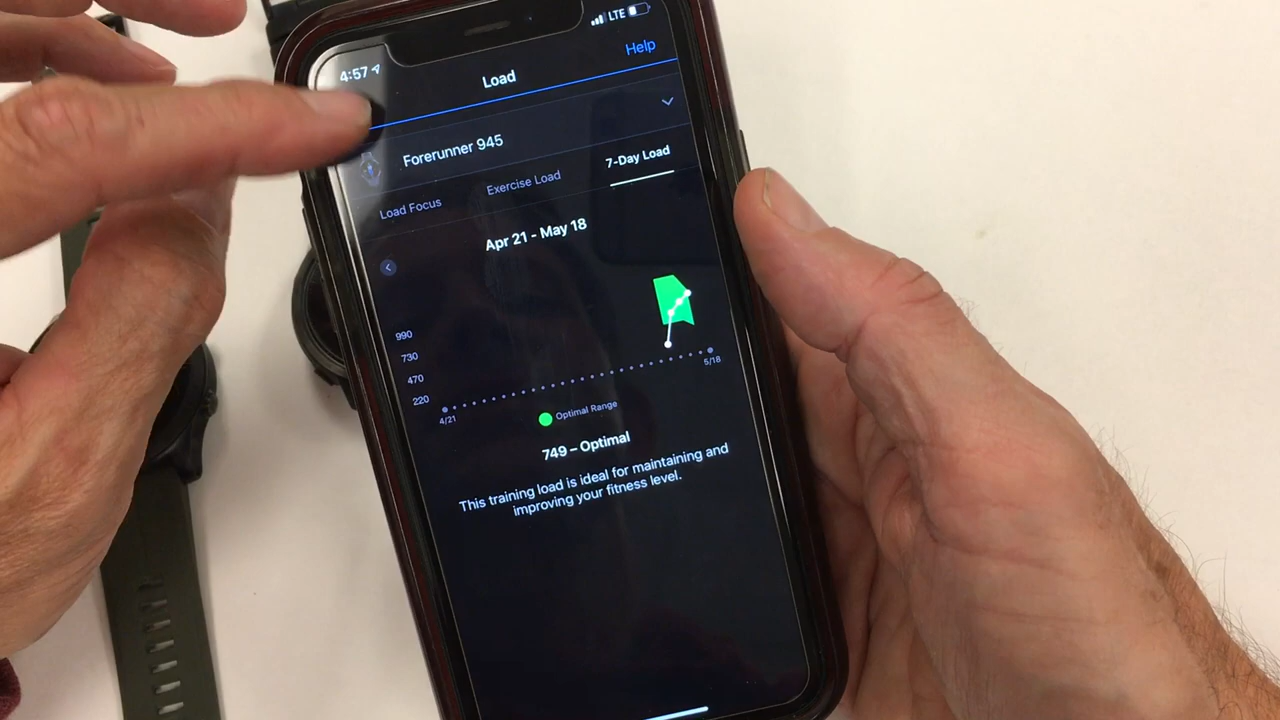 4:57
LTE
Load
Help
Forerunner 945
Load Focus
Exercise Load
7-Day Load
Apr 21 - May 18
990
730
470
220
4/21
5/18
Optimal Range
749 – Optimal
This training load is ideal for maintaining and
improving your fitness level.